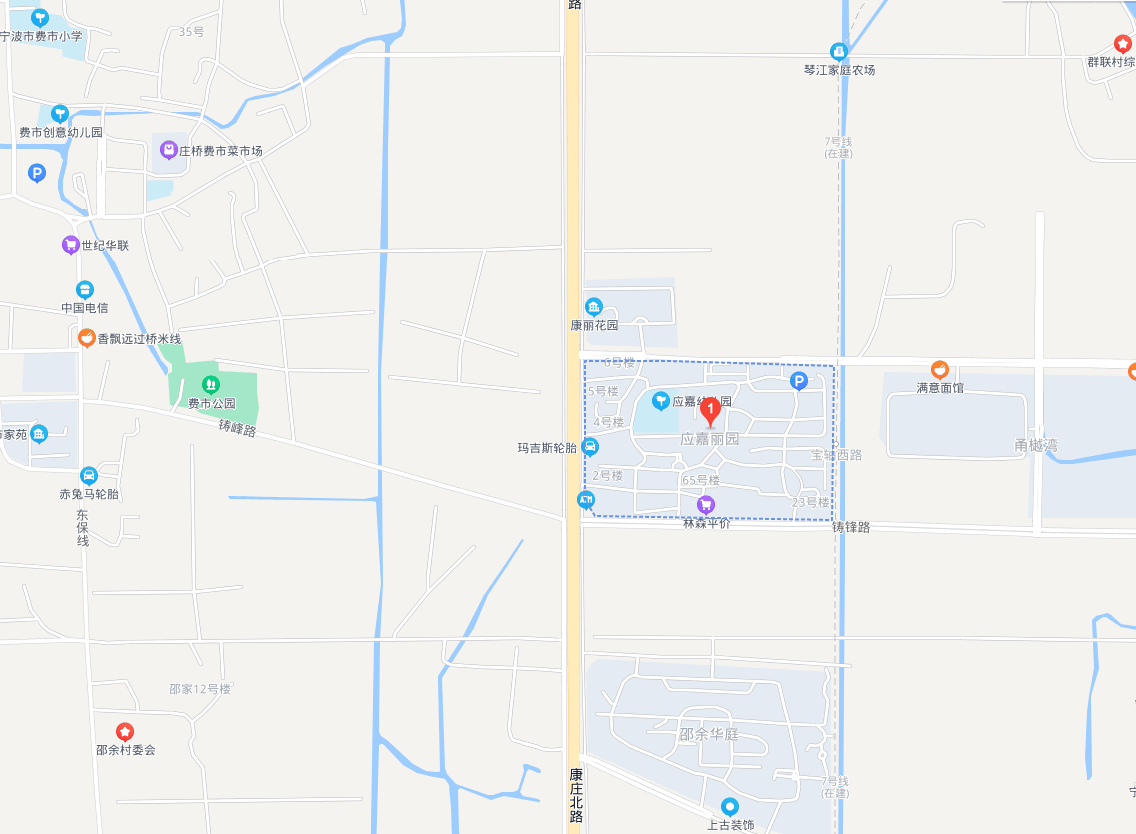 路
宁波市费市小学
35号
琴江家庭农场
群联村综
费市创意幼儿园
庄桥费市菜市场
P
7号线
(在建)
世纪华联
中国电信
康丽花园
香飘远过桥米线
6号楼
P
满意面馆
费市公园
5号楼
应嘉幼
园
1
4号楼
铸峰路
应嘉丽园
家苑
玛吉斯轮胎
甬樾湾
西路
2号楼
65号楼
赤兔马轮胎
23号楼
东保线
林森平价
铸锋路
邵家12号楼
邵余村委会
邵余华庭
康庄北路
7号线
(在建)
上古装饰
宁